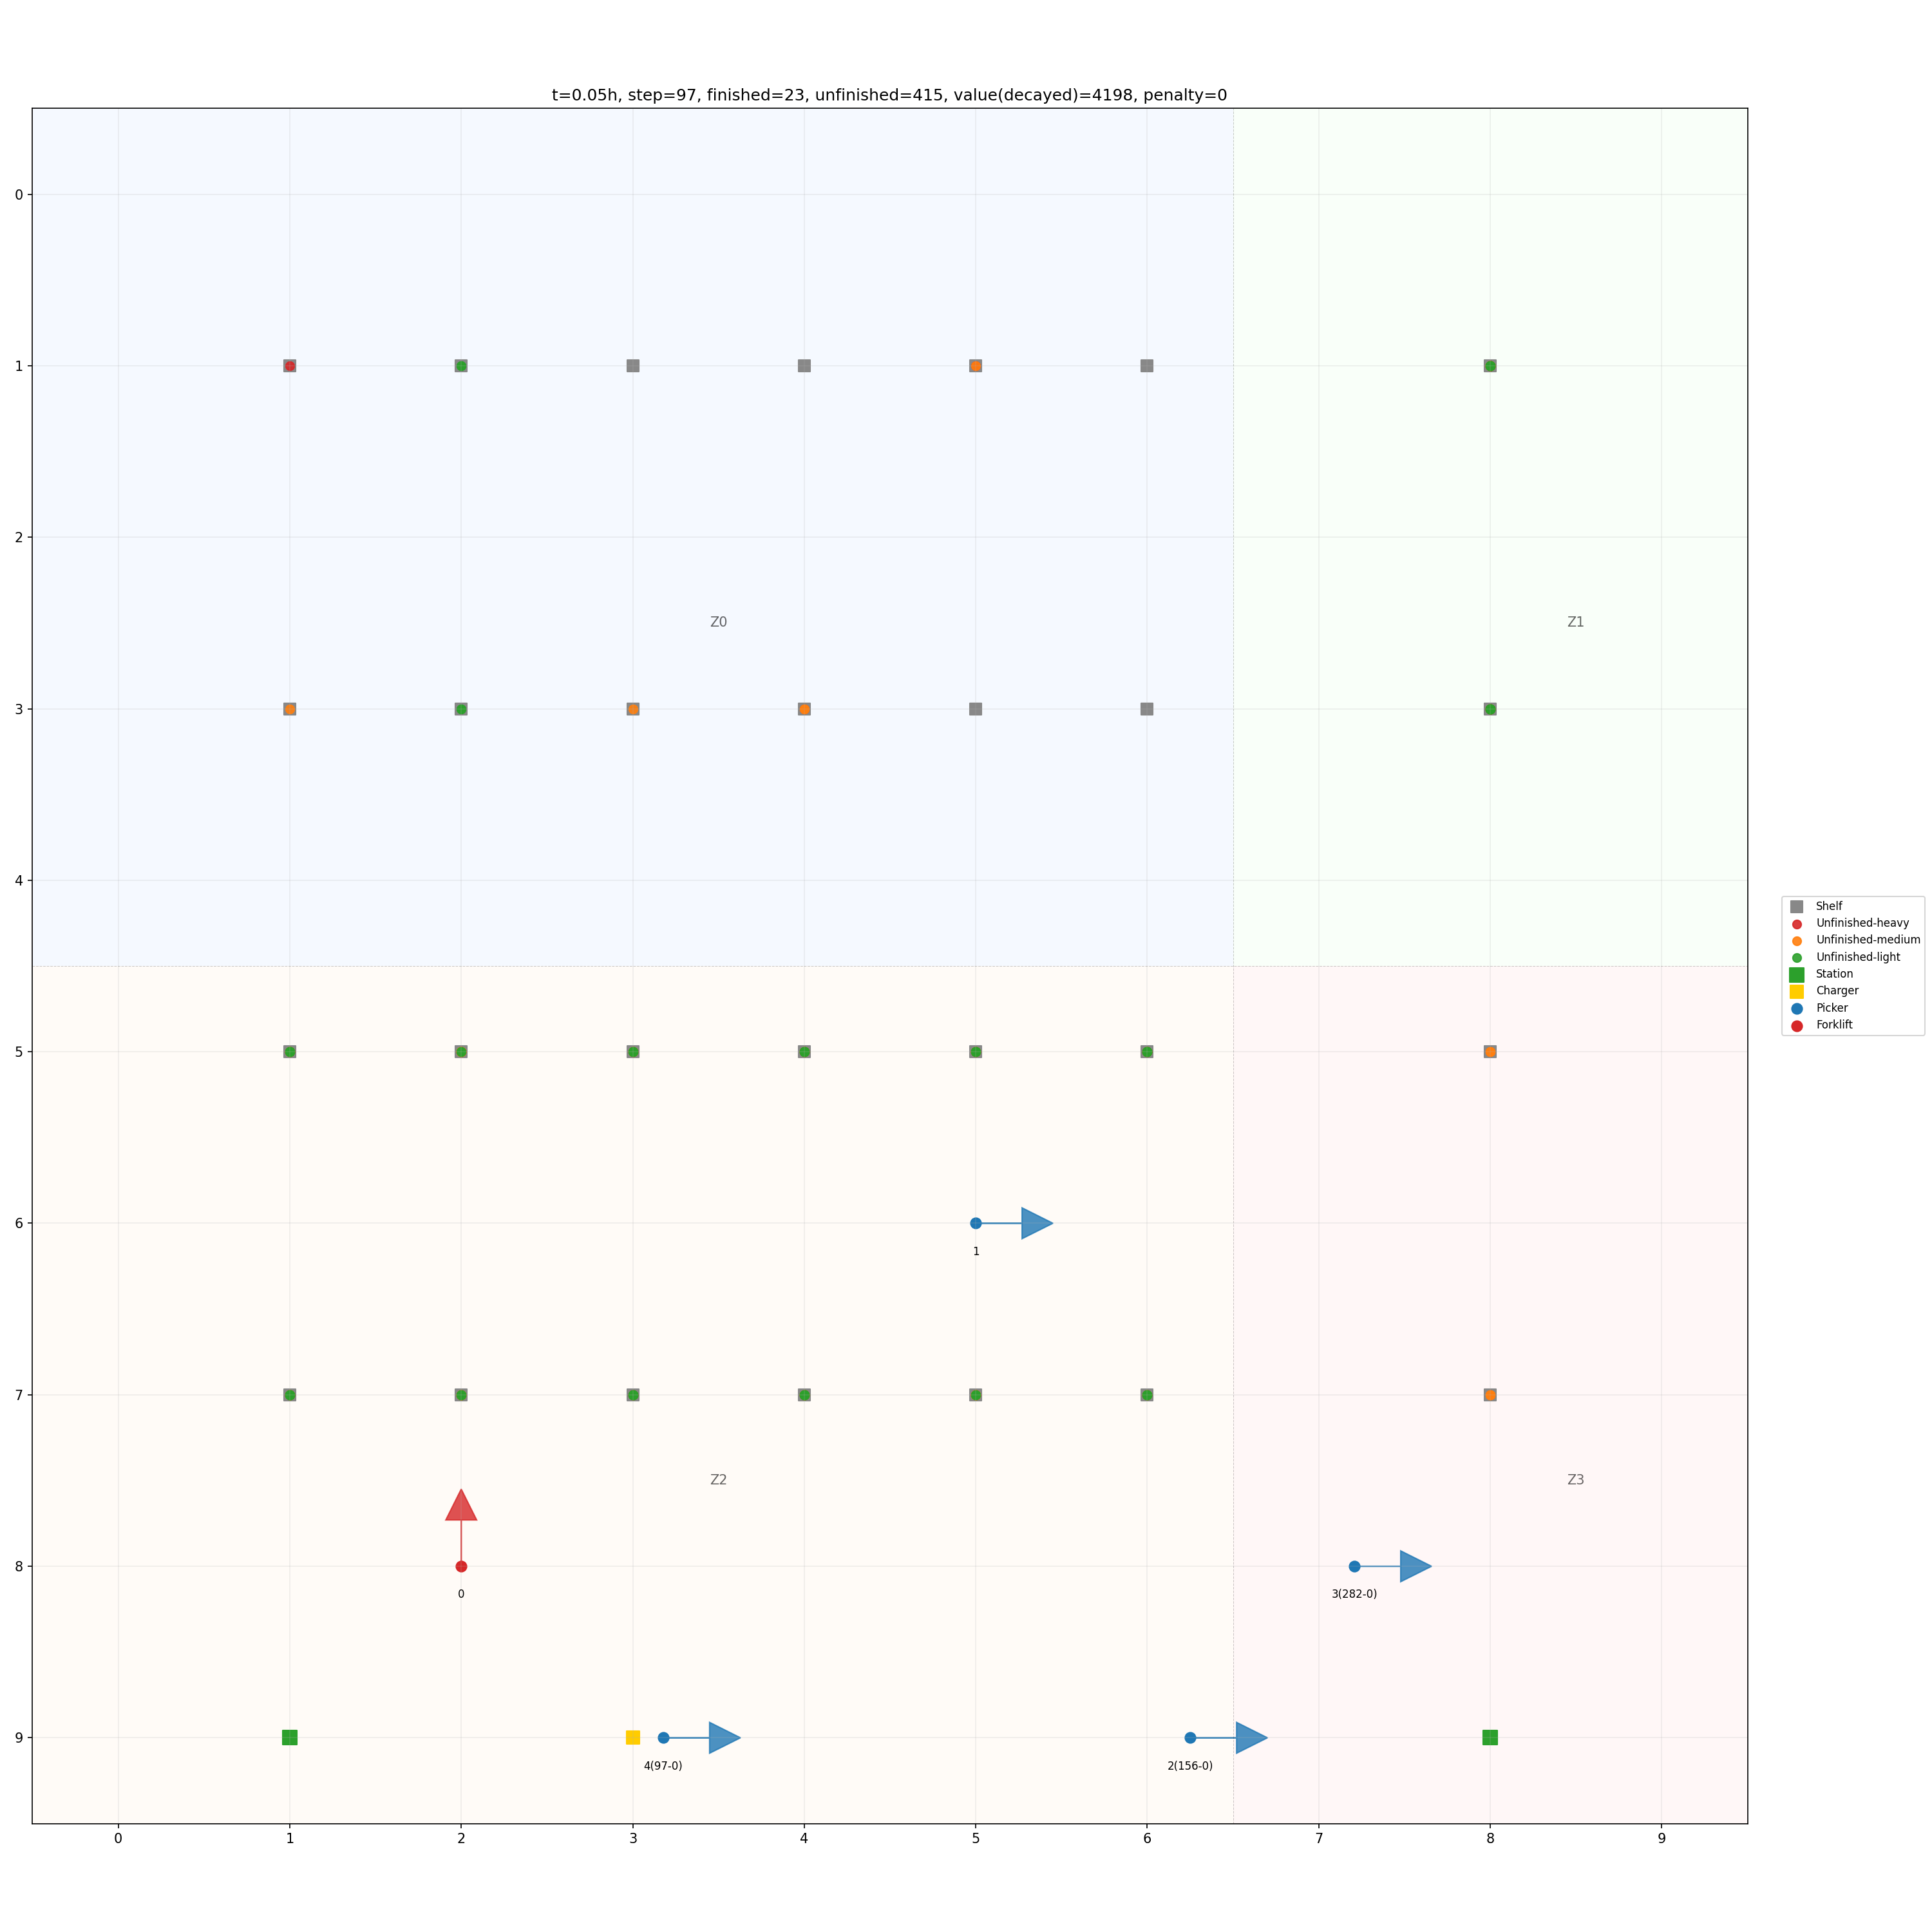 t=0.05h, step=97, finished=23, unfinished=415, value(decayed)=4198, penalty=0
0
1
2
Z0
Z1
3
4
Shelf
Unfinished-heavy
Unfinished-medium
Unfinished-light
Station
Charger
Picker
Forklift
5
6
1
7
Z2
Z3
8
0
3(282-0)
9
4(97-0)
2(156-0)
0 1 2 3 4 5 6 7 8 9